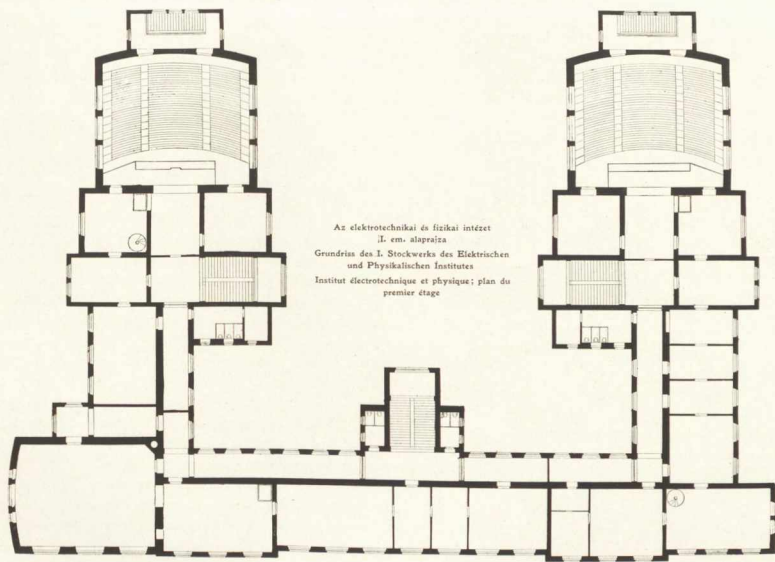 Az elektrotechnikai és fizikai intézet
I. em. alaprajza
Grundriss des I. Stockwerks des Elektrischen
und Physikalischen Institutes
Institut électrotechnique et physique; plan du
premier étage